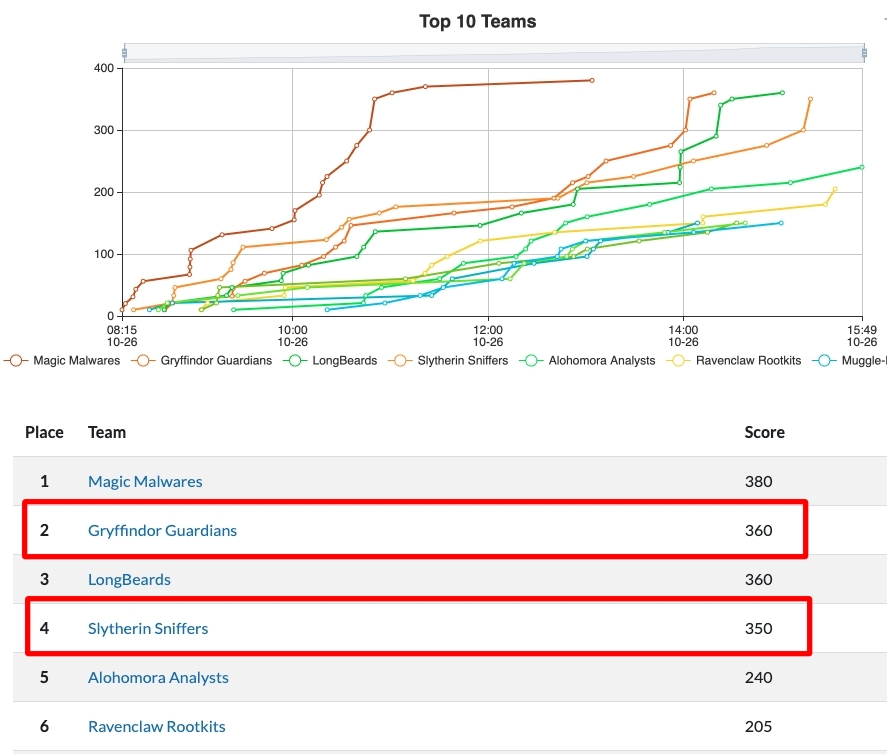 Top 10 Teams
400
300
200
100
0
08:15 10:00 12:00 14:00 15:49
10-26 10-26 10-26 10-26 10-26
Magic Malwares Gryffindor Guardians LongBeards Slytherin Sniffers Alohomora Analysts Ravenclaw Rootkits Muggle-
Place Team Score
1 Magic Malwares 380
2 Gryffindor Guardians 360
3 LongBeards 360
4 Slytherin Sniffers 350
5 Alohomora Analysts 240
6 Ravenclaw Rootkits 205